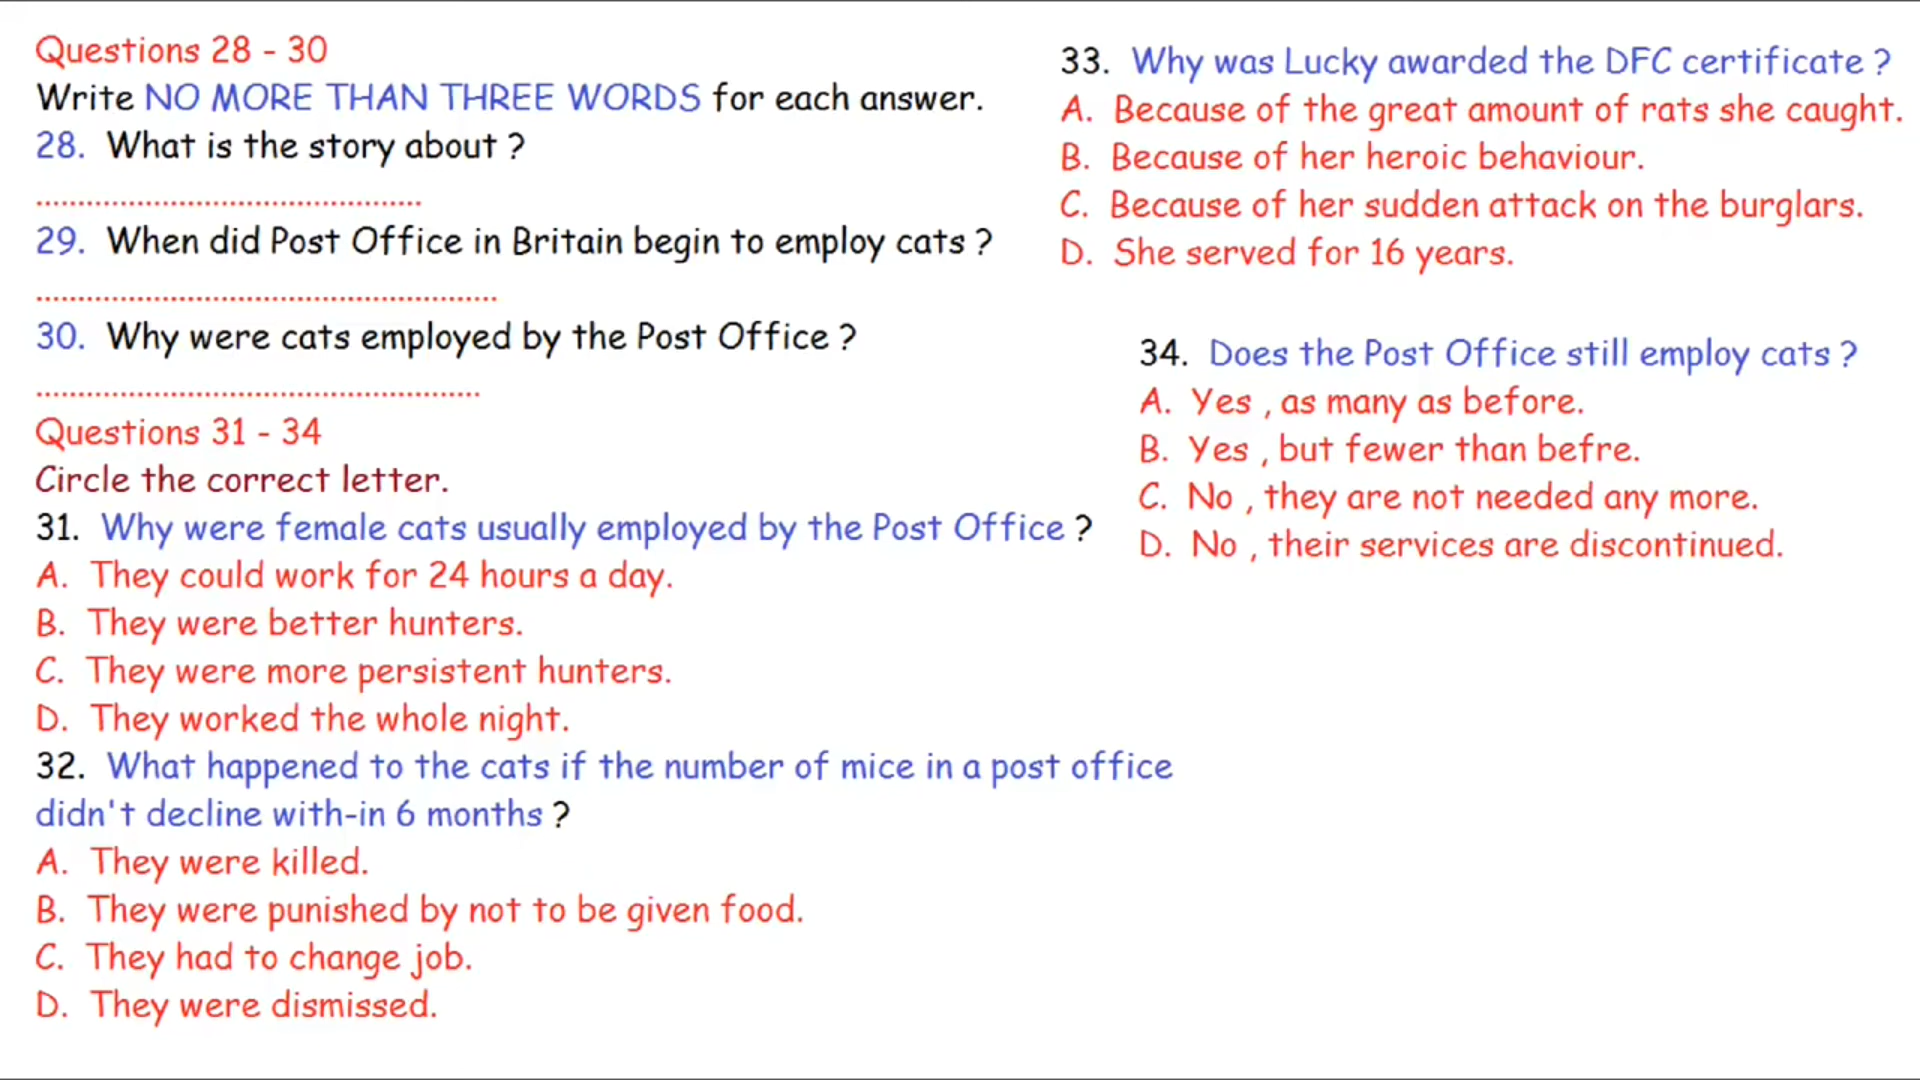 Questions 28 - 30
Write NO MORE THAN THREE WORDS for each answer.
28. What is the story about ?
..............................................
29. When did Post Office in Britain begin to employ cats ?
.......................................................
30. Why were cats employed by the Post Office ?
.....................................................
Questions 31 - 34
Circle the correct letter.
31. Why were female cats usually employed by the Post Office ?
A. They could work for 24 hours a day.
B. They were better hunters.
C. They were more persistent hunters.
D. They worked the whole night.
32. What happened to the cats if the number of mice in a post office
didn't decline with-in 6 months ?
A. They were killed.
B. They were punished by not to be given food.
C. They had to change job.
D. They were dismissed.
33. Why was Lucky awarded the DFC certificate ?
A. Because of the great amount of rats she caught.
B. Because of her heroic behaviour.
C. Because of her sudden attack on the burglars.
D. She served for 16 years.
34. Does the Post Office still employ cats ?
A. Yes , as many as before.
B. Yes , but fewer than befre.
C. No , they are not needed any more.
D. No , their services are discontinued.